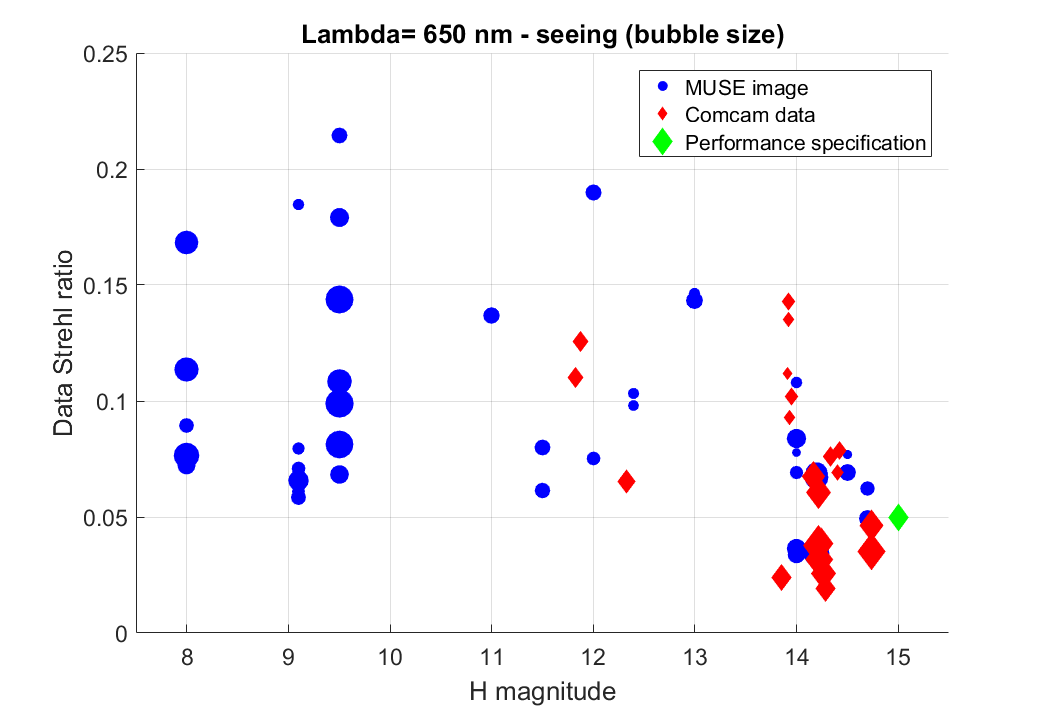 Lambda= 650 nm - seeing (bubble size)
0.25
0.2
0.15
0.1
0.05
0
Data Strehl ratio
MUSE image
Comcam data
Performance specification
8 9 10 11 12 13 14 15
H magnitude